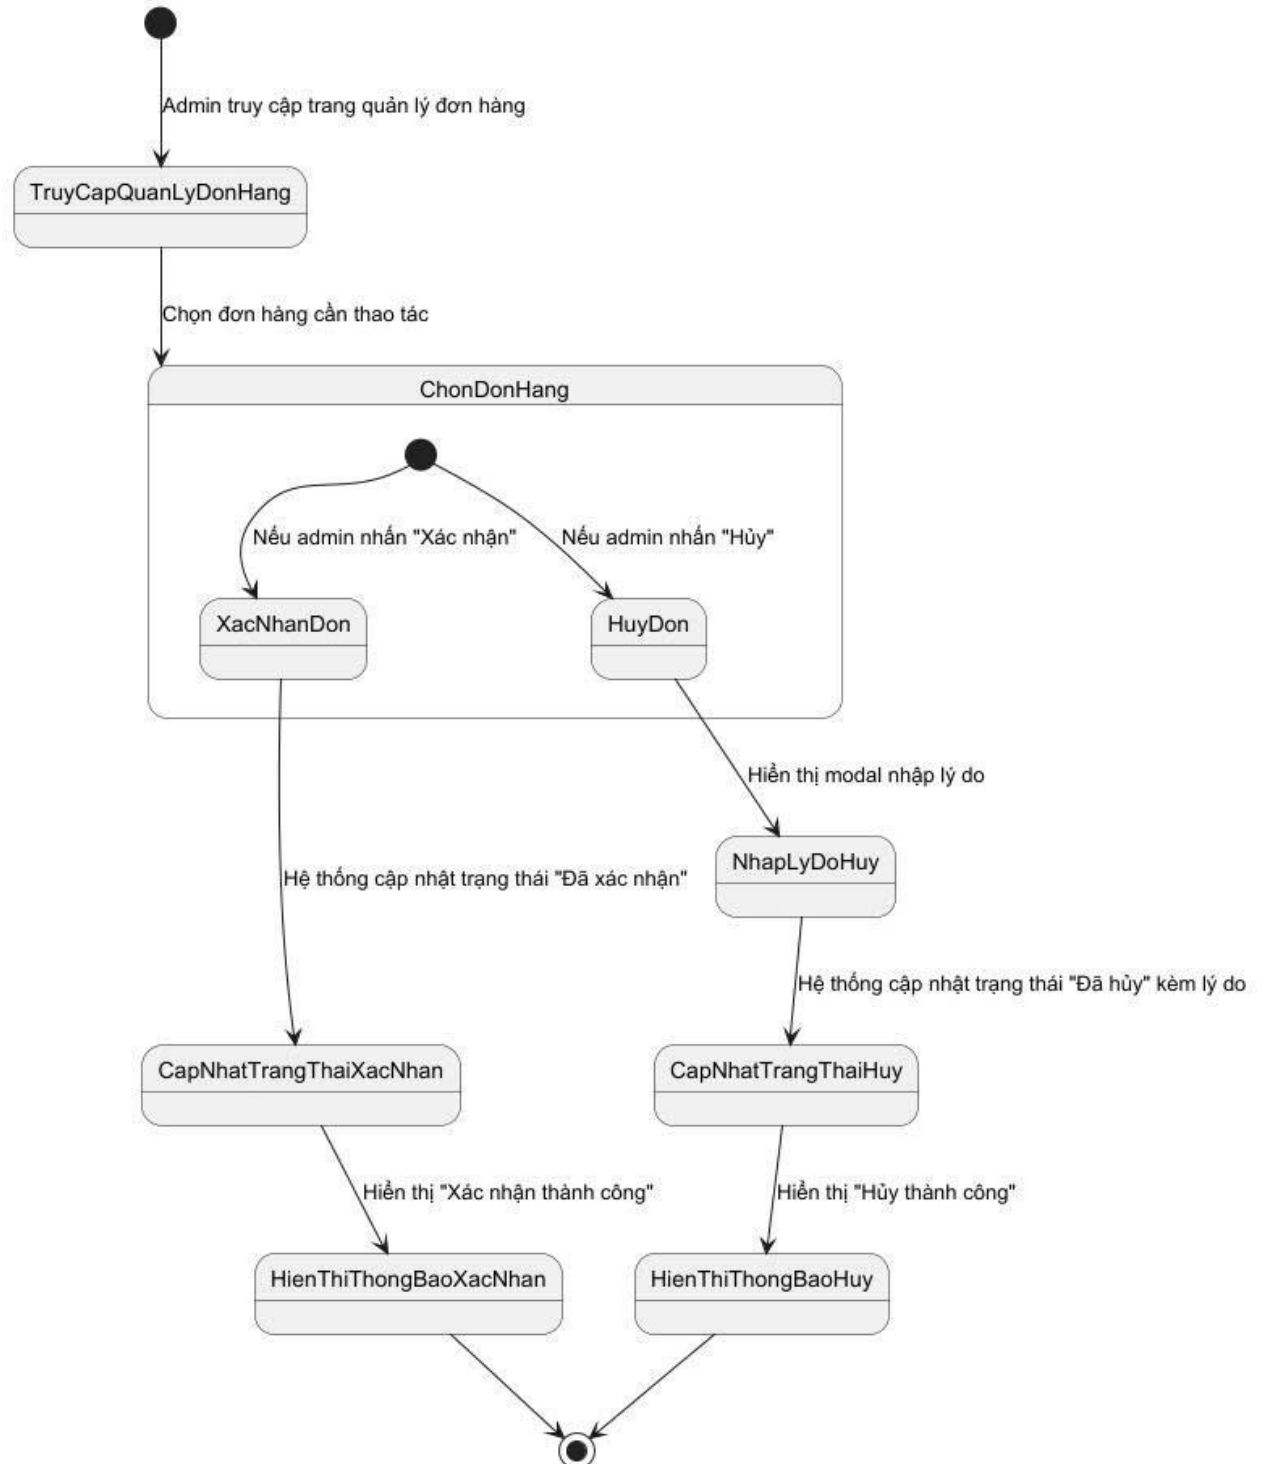 Admin truy cập trang quản lý đơn hàng
TruyCapQuanLyDonHang
Chọn đơn hàng cần thao tác
ChonDonHang
Nếu admin nhấn "Xác nhận"
Nếu admin nhấn "Hủy"
XacNhanDon
HuyDon
Hiển thị modal nhập lý do
NhapLyDoHuy
Hệ thống cập nhật trạng thái "Đã xác nhận"
Hệ thống cập nhật trạng thái "Đã hủy" kèm lý do
CapNhatTrangThaiXacNhan
CapNhatTrangThaiHuy
Hiển thị "Xác nhận thành công"
Hiển thị "Hủy thành công"
HienThiThongBaoXacNhan
HienThiThongBaoHuy